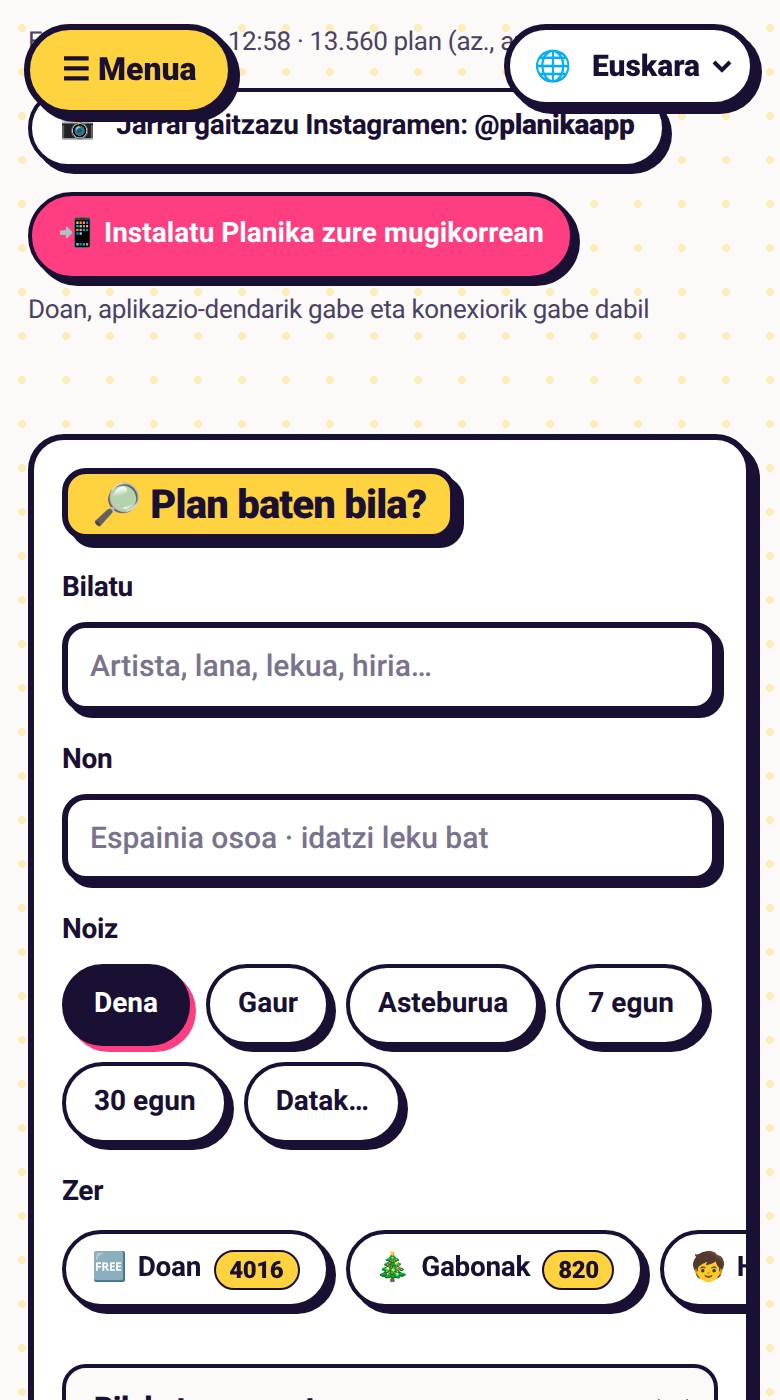 ☰ Menua
12:58 · 13.560 plan (az.,
🌐 Euskara
📷 Jarrai gaitzazu Instagramen: @planikaapp
📲 Instalatu Planika zure mugikorrean
Doan, aplikazio-dendarik gabe eta konexiorik gabe dabil
🔎 Plan baten bila?
Bilatu
Artista, lana, lekua, hiria…
Non
Espainia osoa · idatzi leku bat
Noiz
Dena Gaur Asteburua 7 egun
30 egun Datak…
Zer
🆓 Doan 4016 🎄 Gabonak 820 🧒